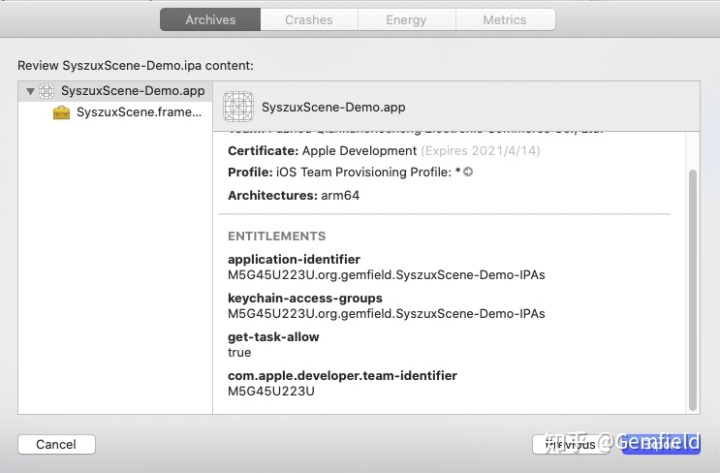 Archives
Crashes
Energy
Metrics
Review SyszuxScene-Demo.ipa content:
SyszuxScene-Demo.app
SyszuxScene.frame...
SyszuxScene-Demo.app
Certificate: Apple Development (Expires 2021/4/14)
Profile: iOS Team Provisioning Profile: *
Architectures: arm64
ENTITLEMENTS
application-identifier
M5G45U223U.org.gemfield.SyszuxScene-Demo-IPAs
keychain-access-groups
M5G45U223U.org.gemfield.SyszuxScene-Demo-IPAs
get-task-allow
true
com.apple.developer.team-identifier
M5G45U223U
Cancel
Previous
Export
知乎 @Gemfield